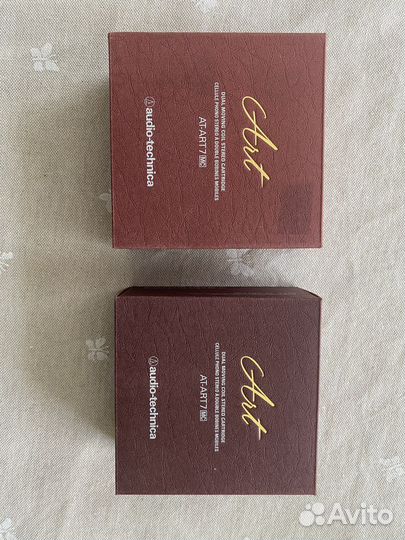 Art
DUAL MOVING COIL STEREO CARTRIDGE
CELLULE PHONO STEREO A DOUBLE BOBINES MOBILES
AT-ART7 MC
audio-technica
Art
DUAL MOVING COIL STEREO CARTRIDGE
CELLULE PHONO STEREO A DOUBLE BOBINES MOBILES
AT-ART7 MC
audio-technica
Avito